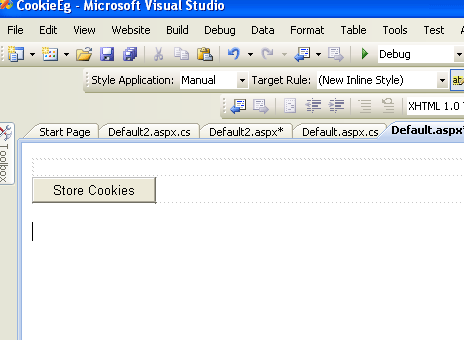 CookieEg - Microsoft Visual Studio
File Edit View Website Build Debug Data Format Table Tools Test
Debug
Style Application: Manual Target Rule: (New Inline Style)
XHTML 1.0
Start Page Default2.aspx.cs Default2.aspx* Default.aspx.cs Default.aspx*
Toolbox
Store Cookies